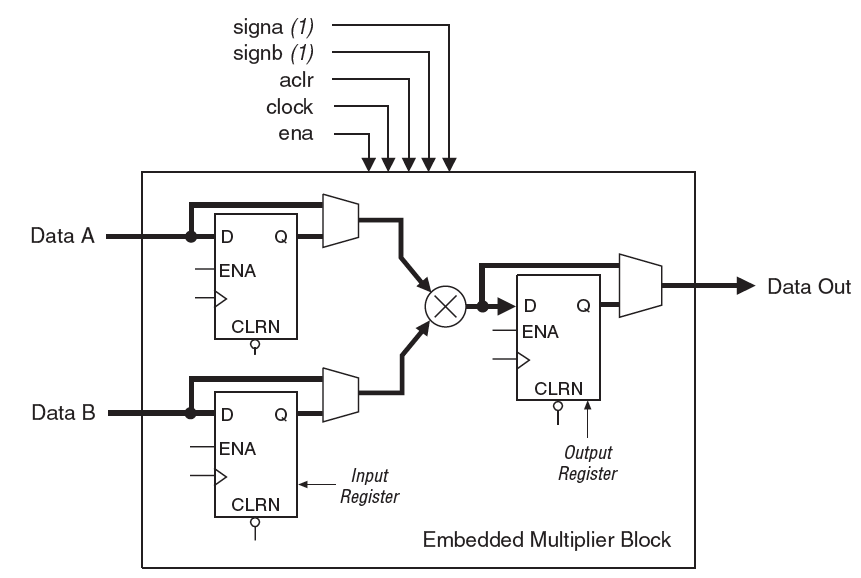 signa (1)
signb (1)
aclr
clock
ena
Data A
D Q
ENA
CLRN
Data B
D Q
ENA
CLRN
Input
Register
D Q
ENA
CLRN
Output
Register
Data Out
Embedded Multiplier Block